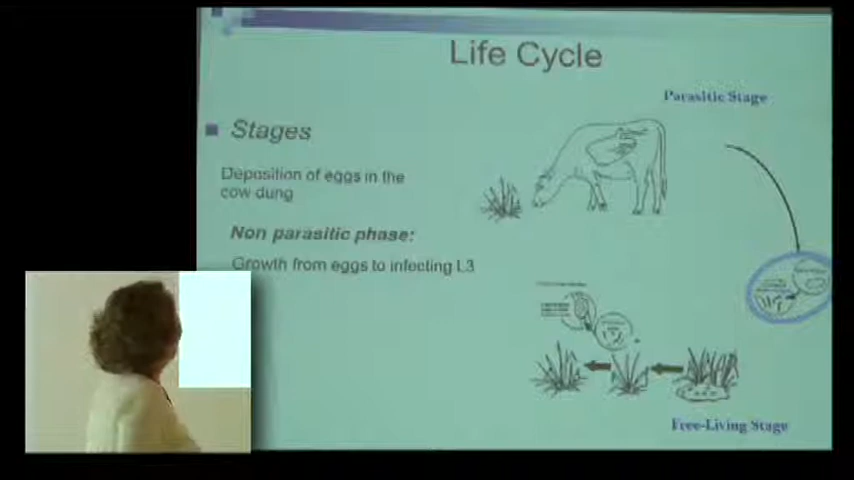 Life Cycle
Parasitic Stage
Stages
Deposition of eggs in the
cow dung
Non parasitic phase:
Growth from eggs to infecting L3
Free-Living Stage